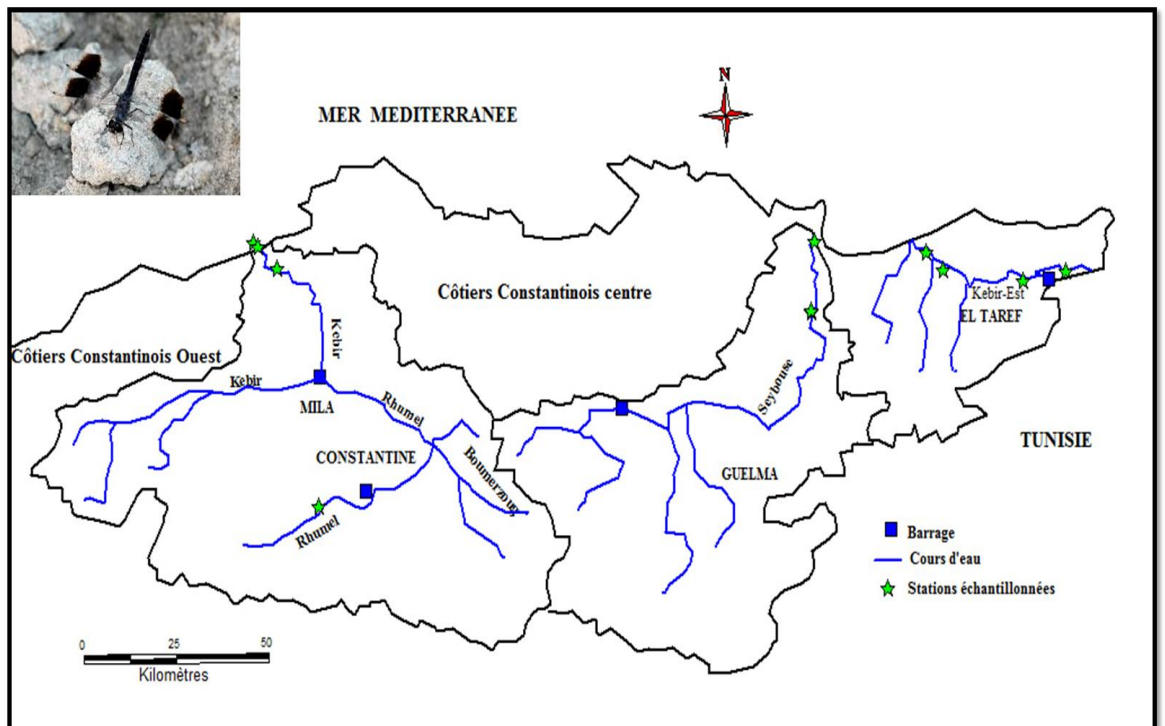 N
MER MEDITERRANEE
Côtiers Constantinois centre
Kebir-Est
EL TAREF
Kebir
Côtiers Constantinois Ouest
Kebir
Seybouse
MILA
Rhumel
TUNISIE
CONSTANTINE
Boumerzoug
GUELMA
Rhumel
Barrage
Cours d'eau
Stations échantillonnées
0 25 50
Kilomètres